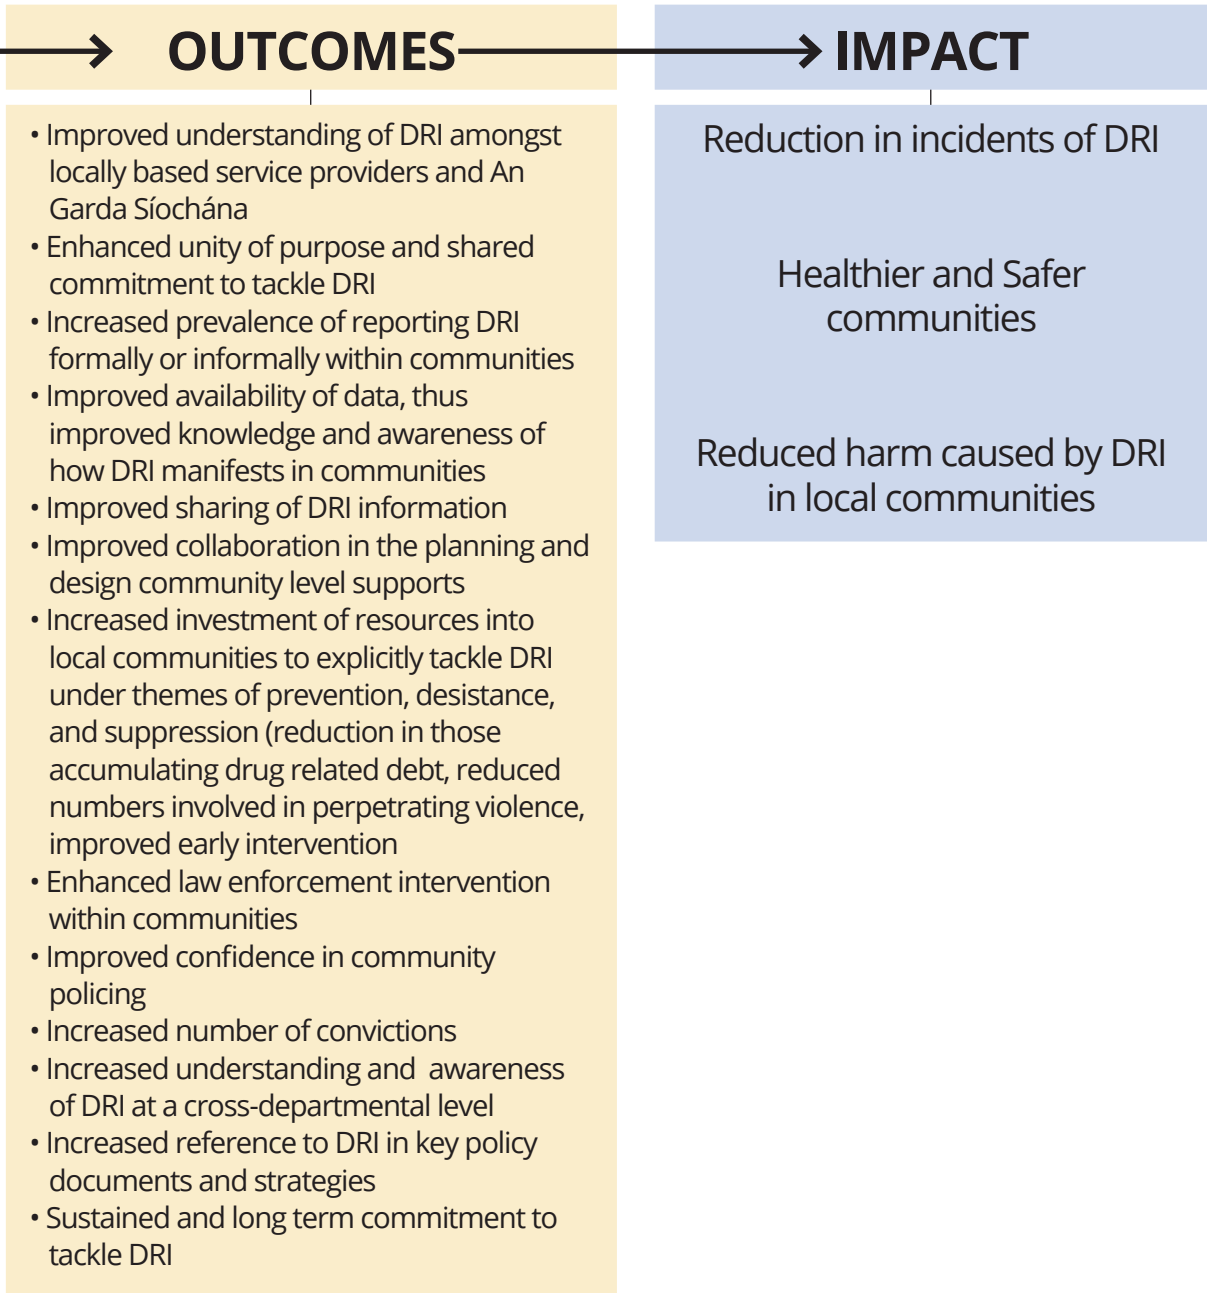 OUTCOMES
• Improved understanding of DRI amongst
locally based service providers and An
Garda Síochána
• Enhanced unity of purpose and shared
commitment to tackle DRI
• Increased prevalence of reporting DRI
formally or informally within communities
• Improved availability of data, thus
improved knowledge and awareness of
how DRI manifests in communities
• Improved sharing of DRI information
• Improved collaboration in the planning and
design community level supports
• Increased investment of resources into
local communities to explicitly tackle DRI
under themes of prevention, desistance,
and suppression (reduction in those
accumulating drug related debt, reduced
numbers involved in perpetrating violence,
improved early intervention
• Enhanced law enforcement intervention
within communities
• Improved confidence in community
policing
• Increased number of convictions
• Increased understanding and  awareness
of DRI at a cross-departmental level
• Increased reference to DRI in key policy
documents and strategies
• Sustained and long term commitment to
tackle DRI
IMPACT
Reduction in incidents of DRI
Healthier and Safer
communities
Reduced harm caused by DRI
in local communities